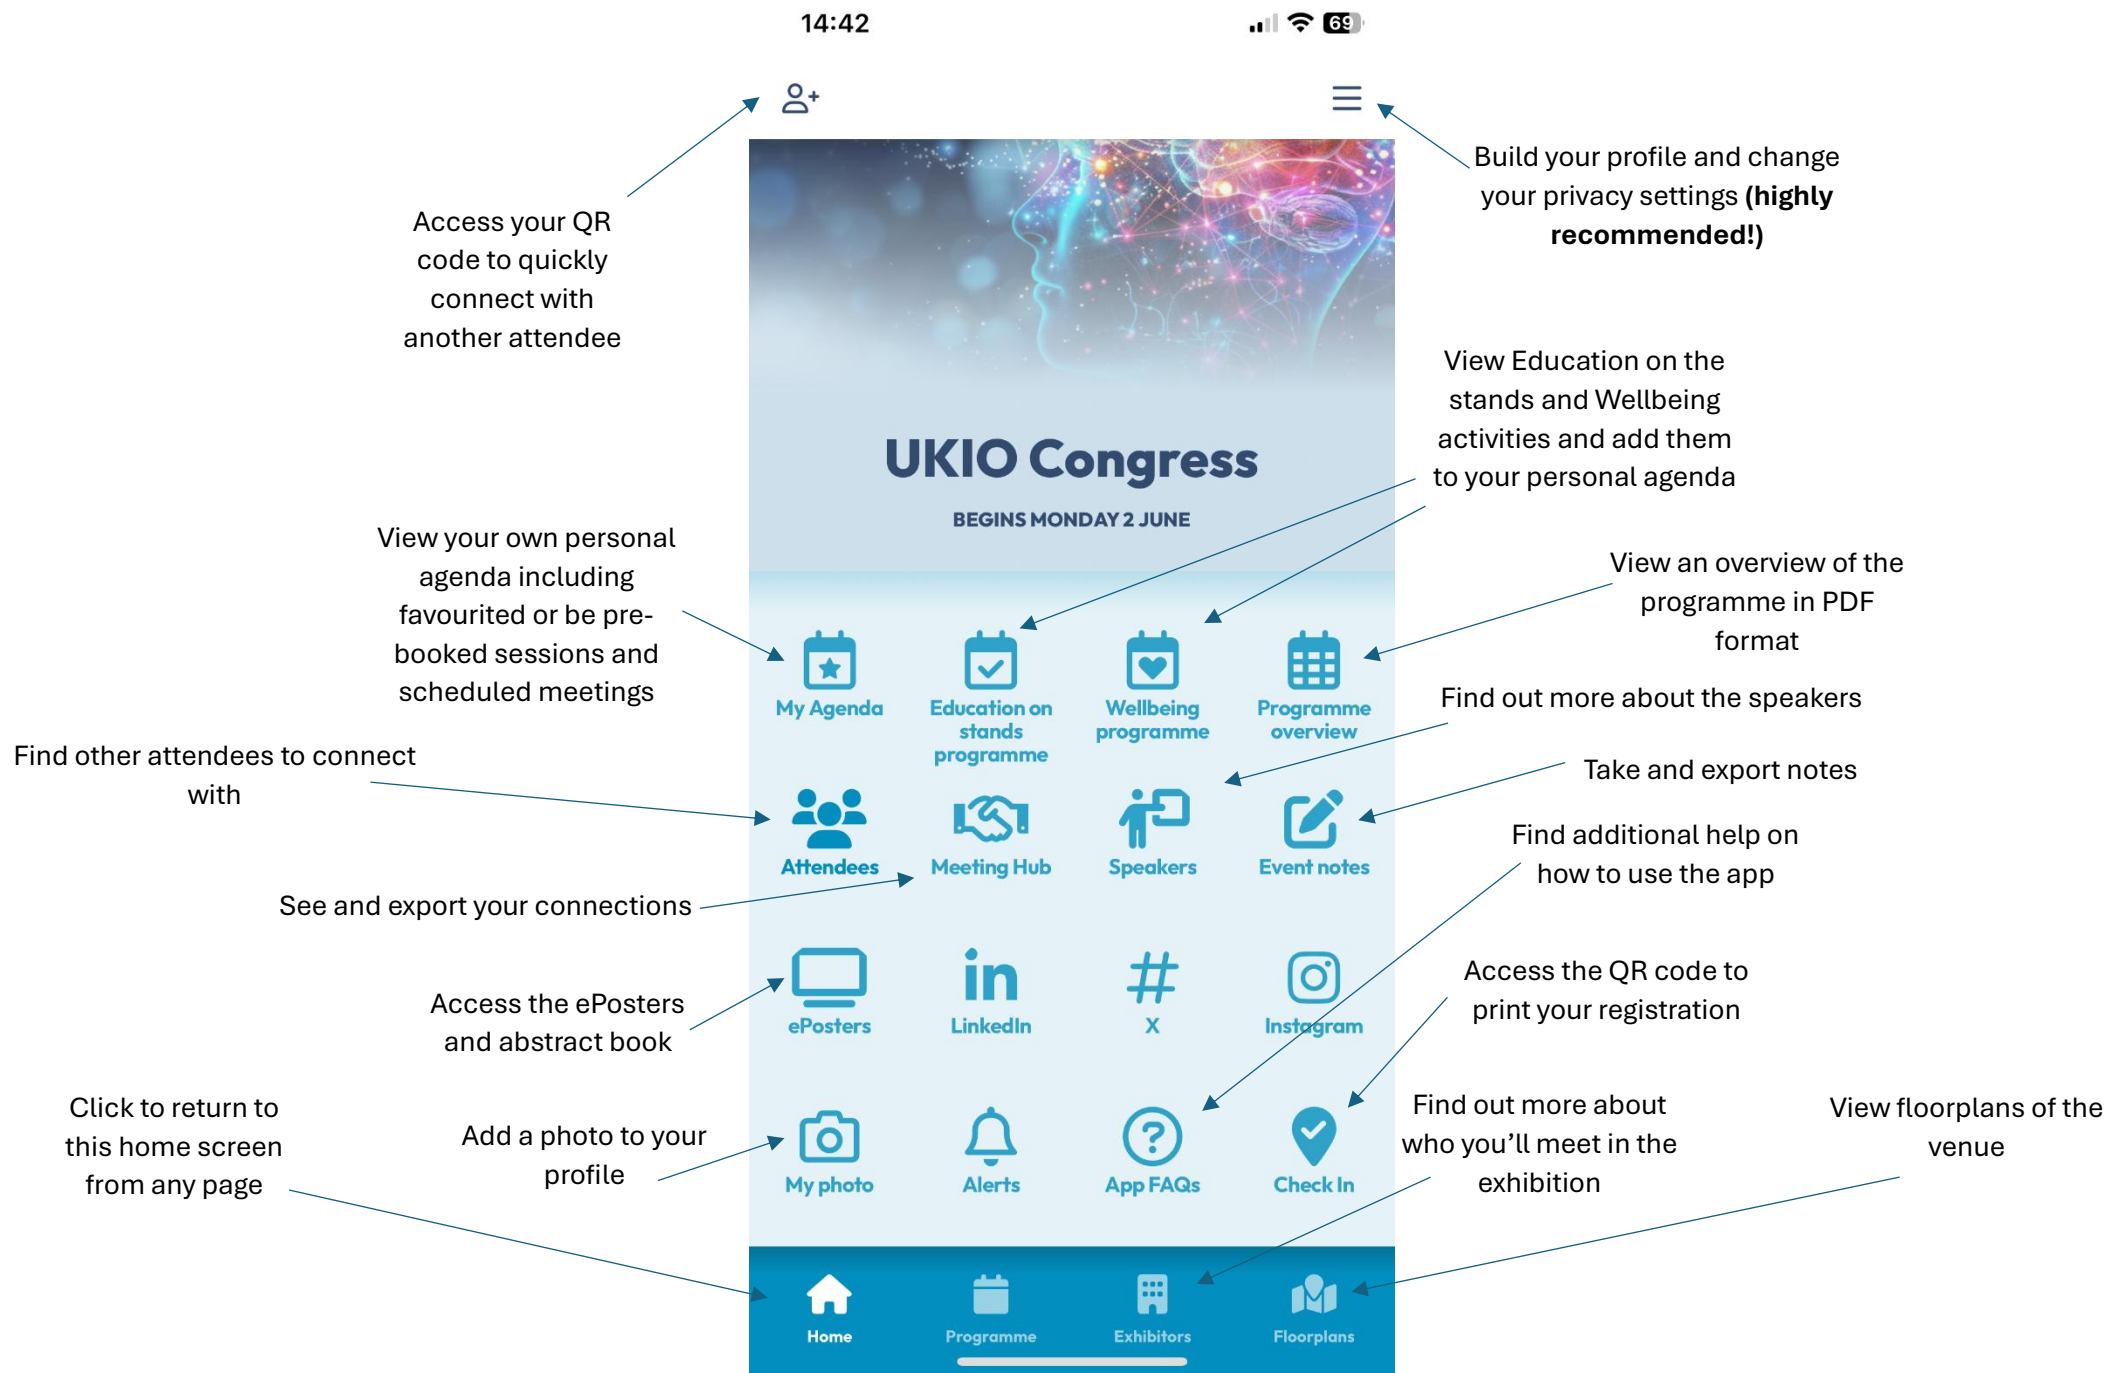 14:42
69
Access your QR
code to quickly
connect with
another attendee
Build your profile and change
your privacy settings (highly
recommended!)
View Education on the
stands and Wellbeing
activities and add them
to your personal agenda
UKIO Congress
BEGINS MONDAY 2 JUNE
View your own personal
agenda including
favourited or be pre-
booked sessions and
scheduled meetings
View an overview of the
programme in PDF
format
My Agenda
Education on
stands
programme
Wellbeing
programme
Programme
overview
Find out more about the speakers
Find other attendees to connect
with
Take and export notes
Attendees
Meeting Hub
Speakers
Event notes
Find additional help on
how to use the app
See and export your connections
Access the ePosters
and abstract book
ePosters
in
LinkedIn
#
X
Instagram
Access the QR code to
print your registration
Click to return to
this home screen
from any page
Add a photo to your
profile
My photo
Alerts
?
App FAQs
Check In
Find out more about
who you’ll meet in the
exhibition
View floorplans of the
venue
Home
Programme
Exhibitors
Floorplans